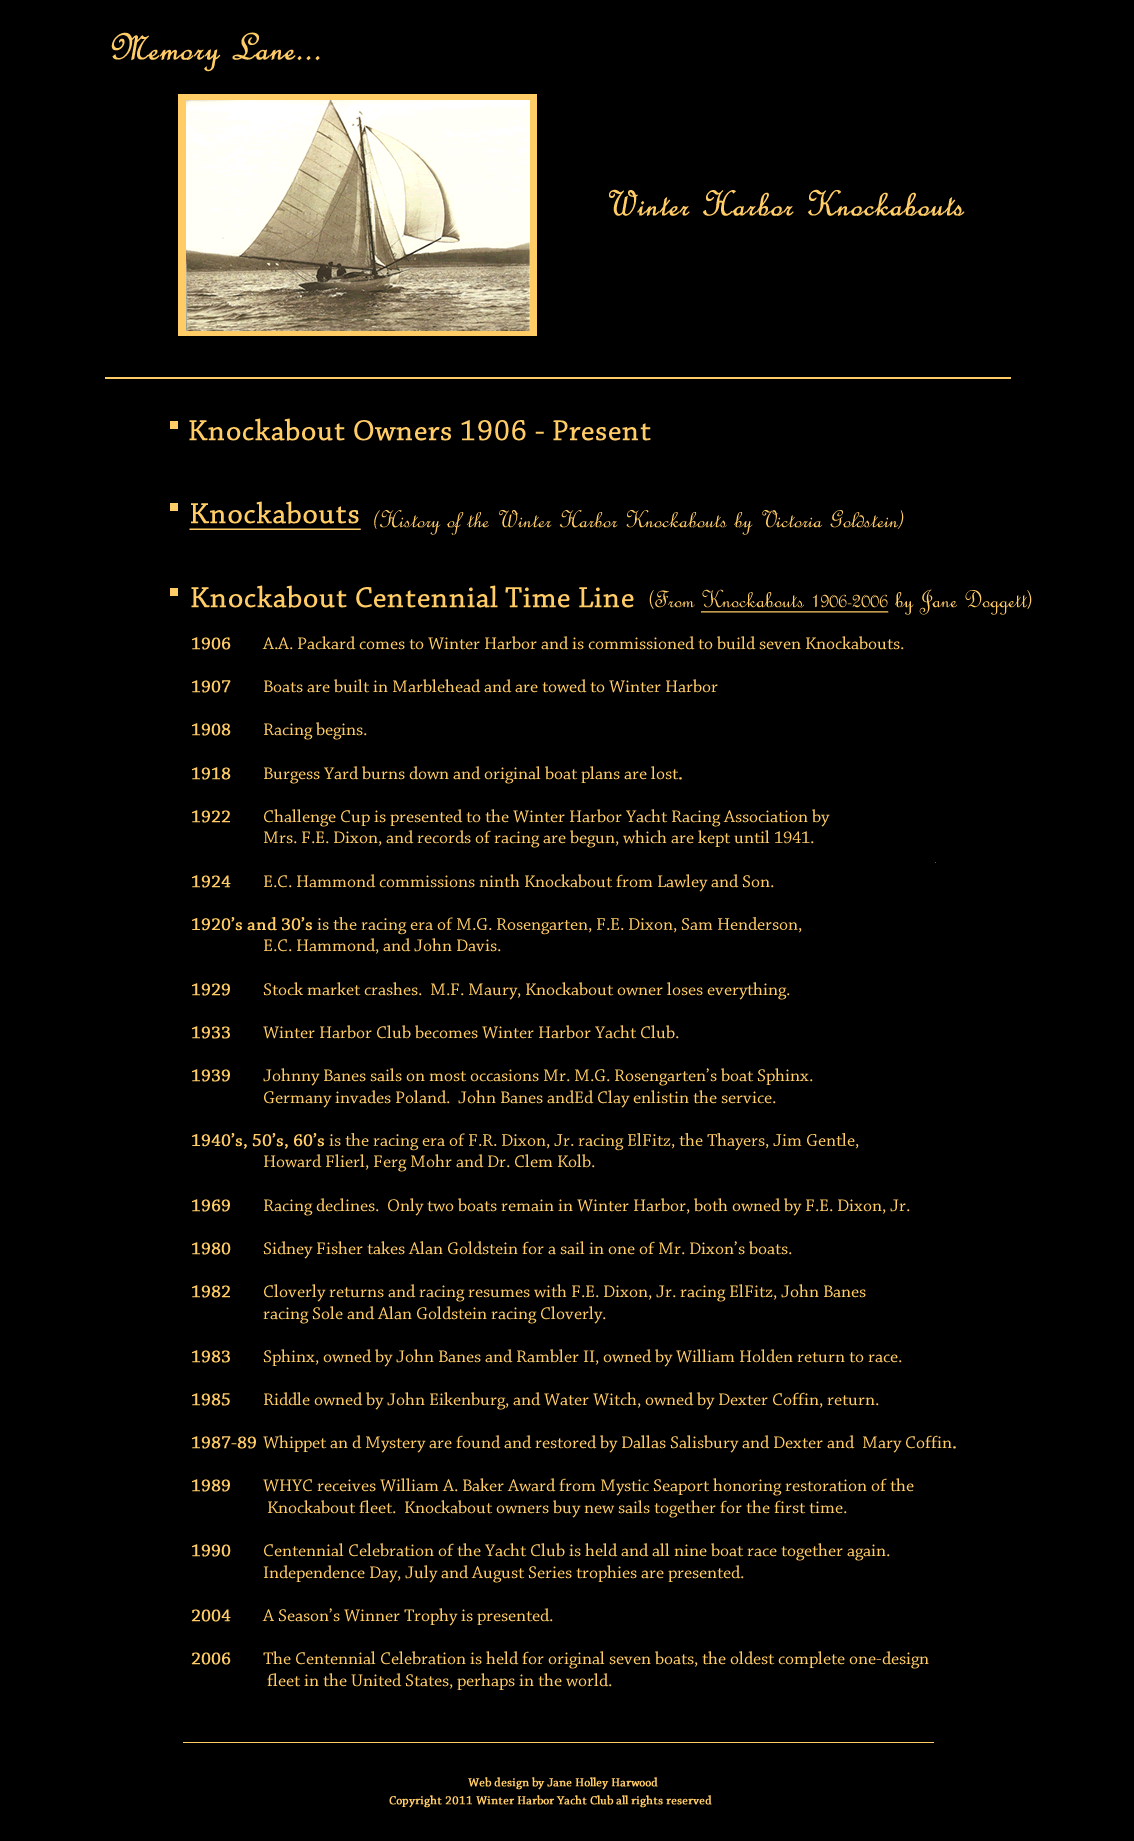 Memory Lane...
Winter Harbor Knockabouts
Knockabout Owners 1906 - Present
Knockabouts (History of the Winter Harbor Knockabouts by Victoria Goldstein)
Knockabout Centennial Time Line (From Knockabouts 1906-2006 by Jane Doggett)
1906 A.A. Packard comes to Winter Harbor and is commissioned to build seven Knockabouts.
1907 Boats are built in Marblehead and are towed to Winter Harbor
1908 Racing begins.
1918 Burgess Yard burns down and original boat plans are lost.
1922 Challenge Cup is presented to the Winter Harbor Yacht Racing Association by
Mrs. F.E. Dixon, and records of racing are begun, which are kept until 1941.
1924 E.C. Hammond commissions ninth Knockabout from Lawley and Son.
1920's and 30's is the racing era of M.G. Rosengarten, F.E. Dixon, Sam Henderson,
E.C. Hammond, and John Davis.
1929 Stock market crashes. M.F. Maury, Knockabout owner loses everything.
1933 Winter Harbor Club becomes Winter Harbor Yacht Club.
1939 Johnny Banes sails on most occasions Mr. M.G. Rosengarten's boat Sphinx.
Germany invades Poland. John Banes andEd Clay enlistin the service.
1940's, 50's, 60's is the racing era of F.R. Dixon, Jr. racing ElFitz, the Thayers, Jim Gentle,
Howard Flierl, Ferg Mohr and Dr. Clem Kolb.
1969 Racing declines. Only two boats remain in Winter Harbor, both owned by F.E. Dixon, Jr.
1980 Sidney Fisher takes Alan Goldstein for a sail in one of Mr. Dixon's boats.
1982 Cloverly returns and racing resumes with F.E. Dixon, Jr. racing ElFitz, John Banes
racing Sole and Alan Goldstein racing Cloverly.
1983 Sphinx, owned by John Banes and Rambler II, owned by William Holden return to race.
1985 Riddle owned by John Eikenburg, and Water Witch, owned by Dexter Coffin, return.
1987-89 Whippet an d Mystery are found and restored by Dallas Salisbury and Dexter and Mary Coffin.
1989 WHYC receives William A. Baker Award from Mystic Seaport honoring restoration of the
Knockabout fleet. Knockabout owners buy new sails together for the first time.
1990 Centennial Celebration of the Yacht Club is held and all nine boat race together again.
Independence Day, July and August Series trophies are presented.
2004 A Season's Winner Trophy is presented.
2006 The Centennial Celebration is held for original seven boats, the oldest complete one-design
fleet in the United States, perhaps in the world.
Web design by Jane Holley Harwood
Copyright 2011 Winter Harbor Yacht Club all rights reserved